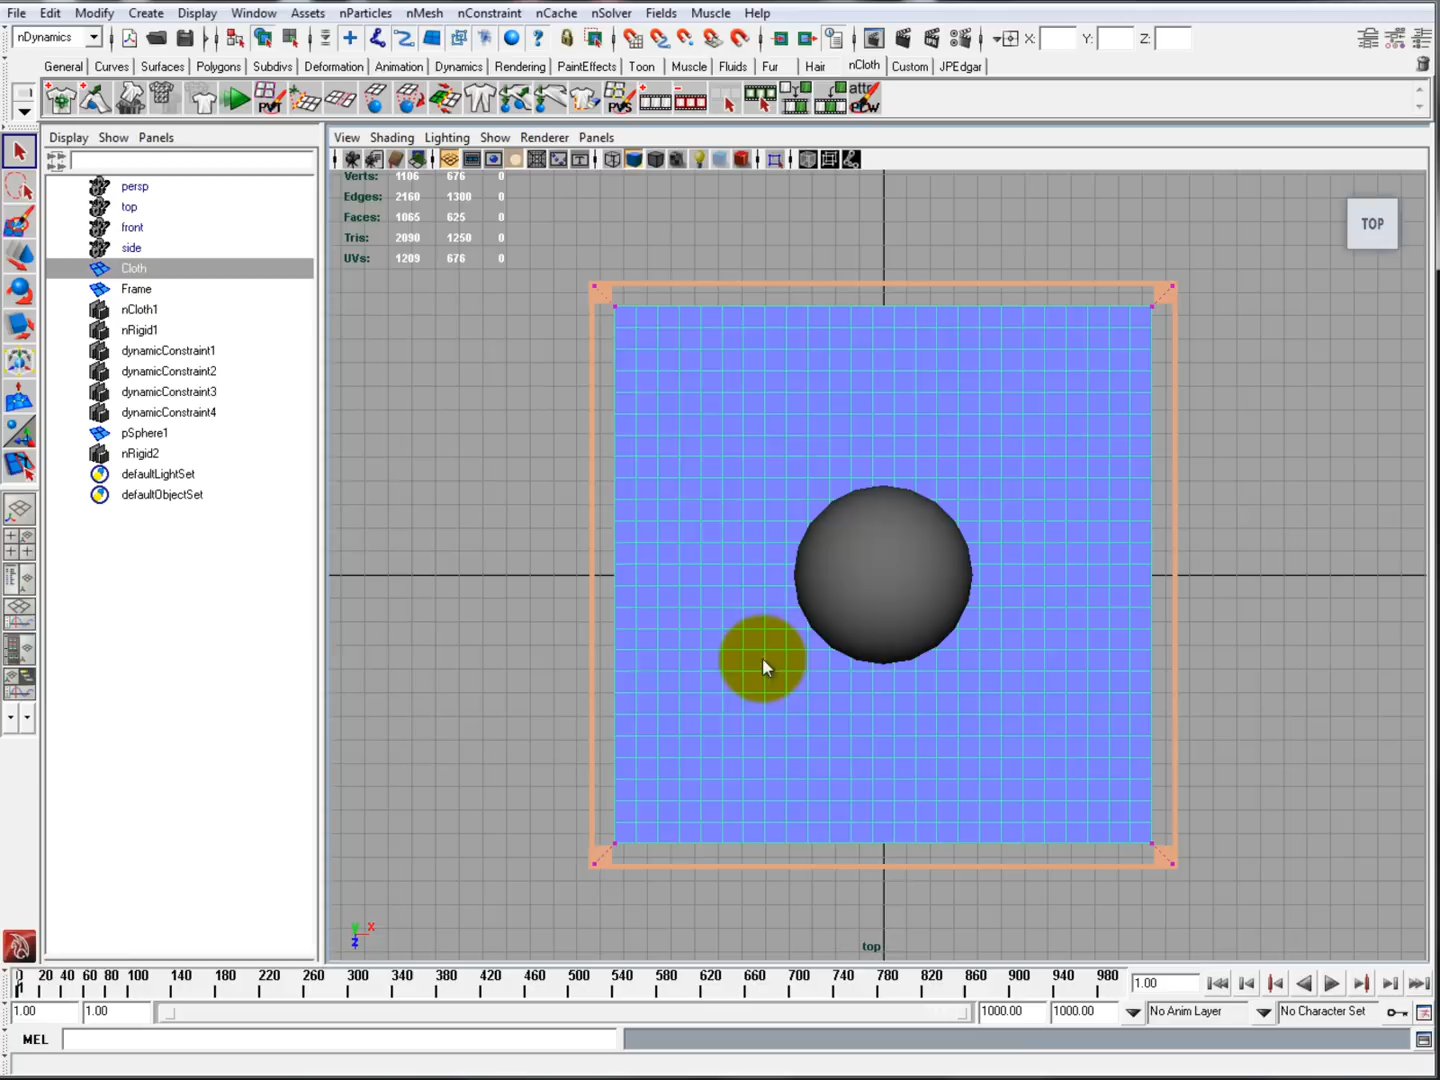 File Edit Modify Create Display Window Assets nParticles nMesh nConstraint nCache nSolver Fields Muscle Help
nDynamics X: Y: Z:
General Curves Surfaces Polygons Subdivs Deformation Animation Dynamics Rendering PaintEffects Toon Muscle Fluids Fur Hair nCloth Custom JPEdgar
PVT PVS attr PCW
Display Show Panels
View Shading Lighting Show Renderer Panels
persp
top
front
side
Cloth
Frame
nCloth1
nRigid1
dynamicConstraint1
dynamicConstraint2
dynamicConstraint3
dynamicConstraint4
pSphere1
nRigid2
defaultLightSet
defaultObjectSet
Verts: 1106 676 0
Edges: 2160 1300 0
Faces: 1065 625 0
Tris: 2090 1250 0
UVs: 1209 676 0
TOP
y x
z
top
0 20 40 60 80 100 140 180 220 260 300 340 380 420 460 500 540 580 620 660 700 740 780 820 860 900 940 980 1.00
1.00 1.00 1000.00 1000.00 No Anim Layer No Character Set
MEL